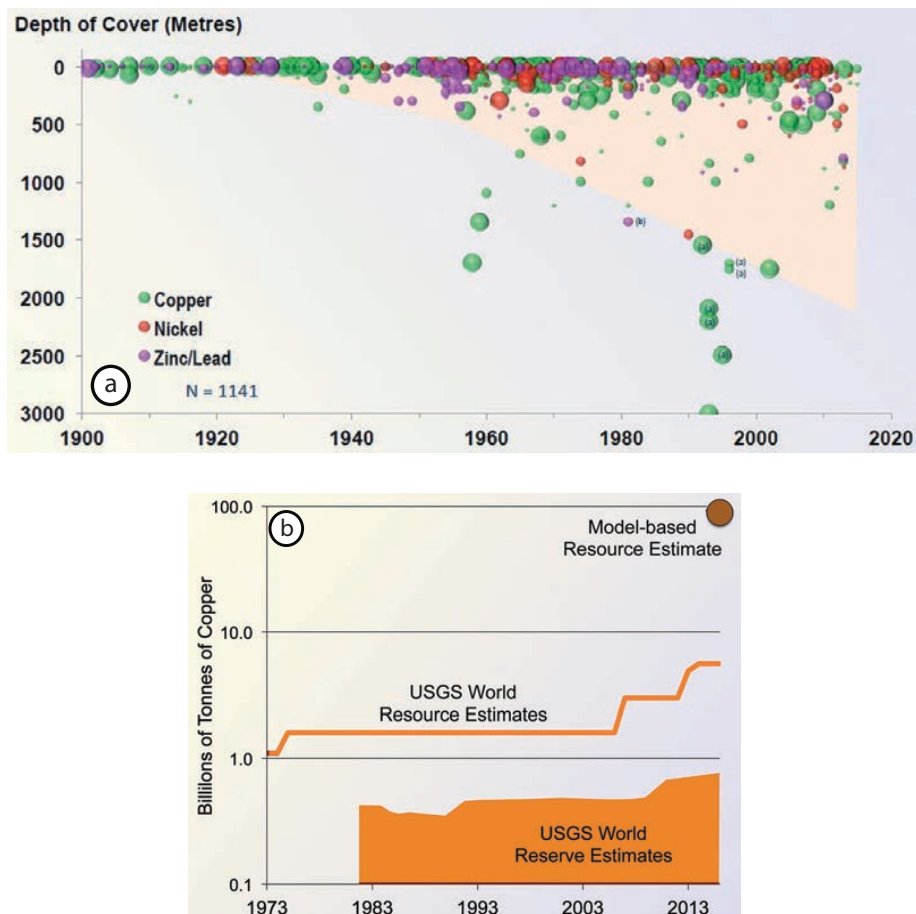 Depth of Cover (Metres)
0
500
1000
1500
2000
2500
3000
(b)
(a)
(a)
(a)
(a)
(a)
(a)
Copper
Nickel
Zinc/Lead
a
N = 1141
1900
1920
1940
1960
1980
2000
2020
b
Billilons of Tonnes of Copper
100.0
10.0
1.0
0.1
Model-based
Resource Estimate
USGS World
Resource Estimates
USGS World
Reserve Estimates
1973
1983
1993
2003
2013